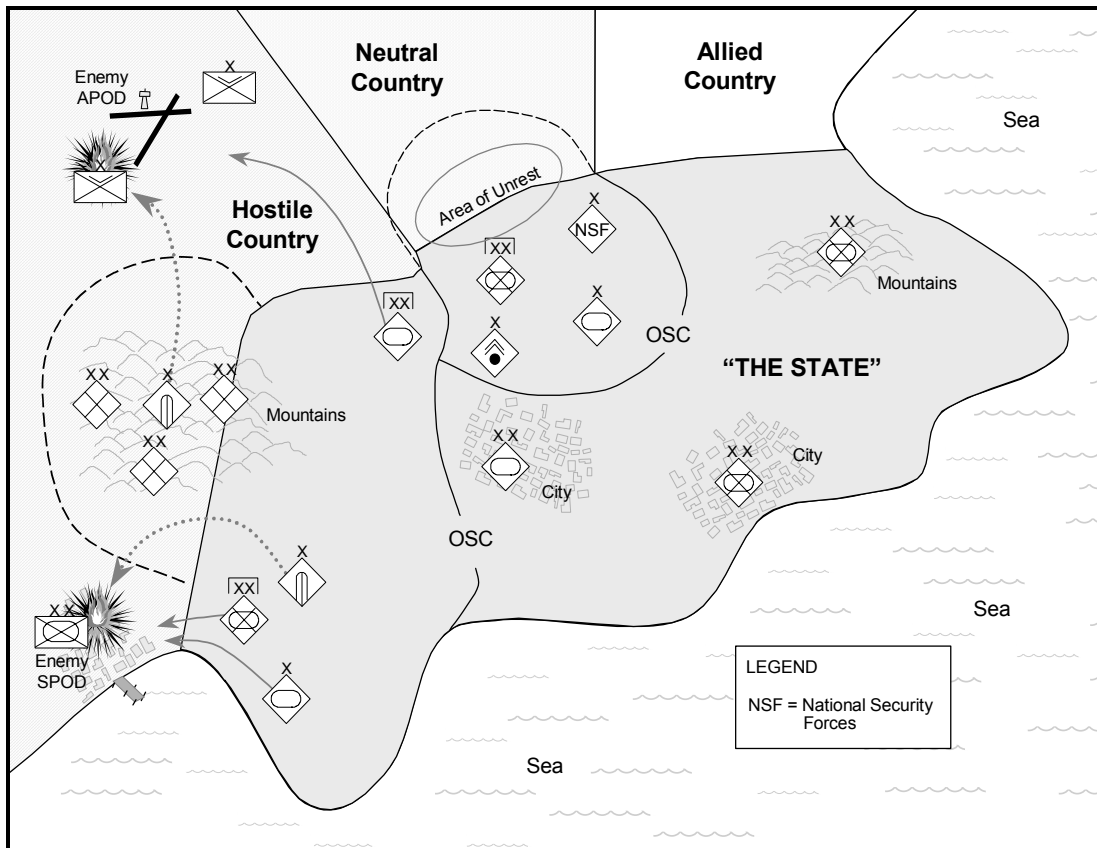 Neutral
Country
Allied
Country
Enemy
APOD
X
X
Sea
Hostile
Country
Area of Unrest
X
NSF
XX
XX
Mountains
XX
X
X
OSC
"THE STATE"
XX
X
XX
Mountains
XX
XX
City
XX
City
OSC
X
XX
XX
Enemy
SPOD
X
Sea
LEGEND
NSF = National Security
Forces
Sea